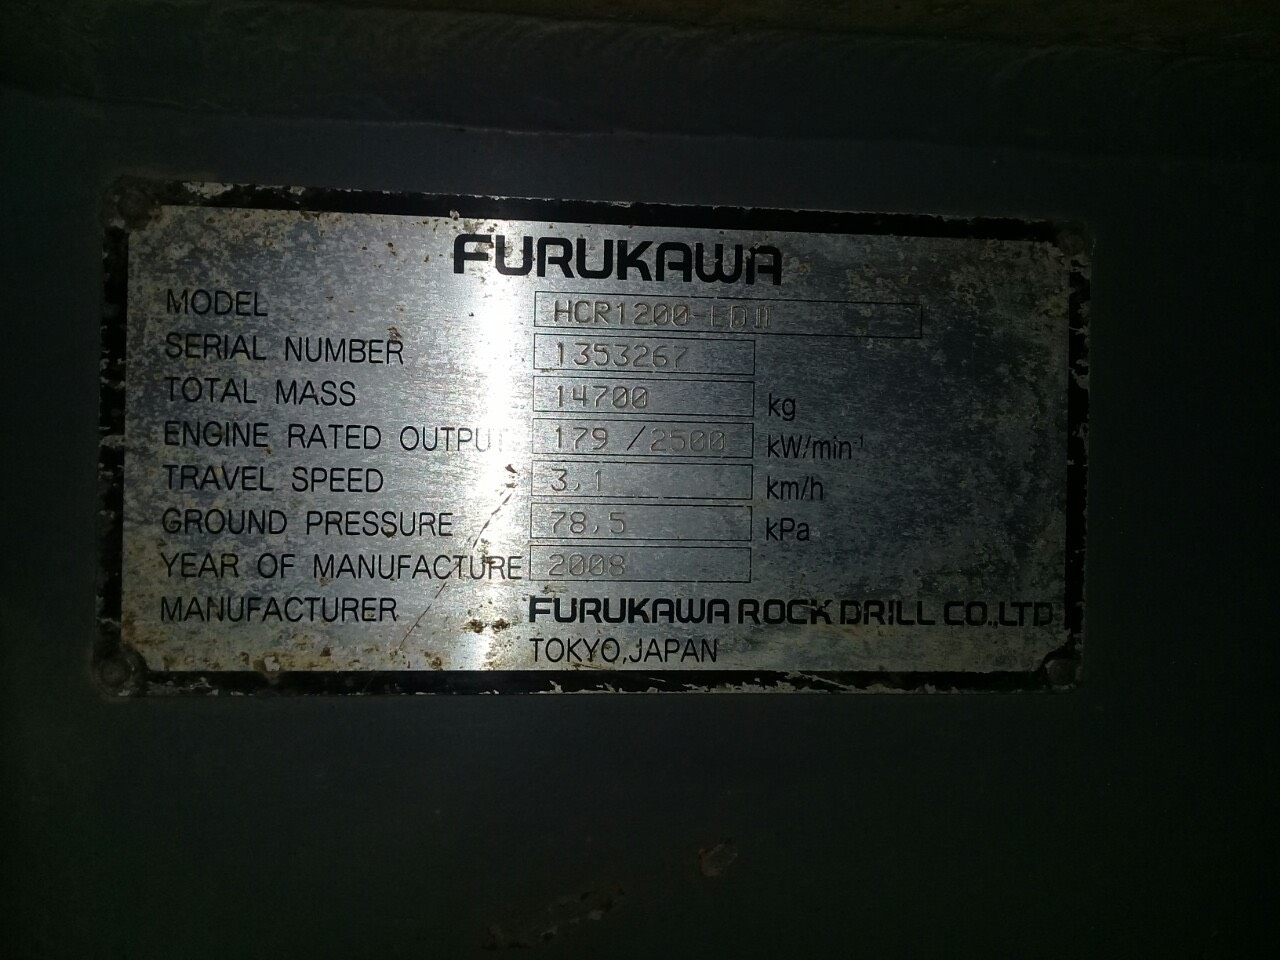 FURUKAWA
MODEL HCR1200-EDII
SERIAL NUMBER 1353267
TOTAL MASS 14700 kg
ENGINE RATED OUTPUT 179 /2500 kW/min⁻¹
TRAVEL SPEED 3,1 km/h
GROUND PRESSURE 78,5 kPa
YEAR OF MANUFACTURE 2008
MANUFACTURER FURUKAWA ROCK DRILL CO.,LTD
TOKYO,JAPAN